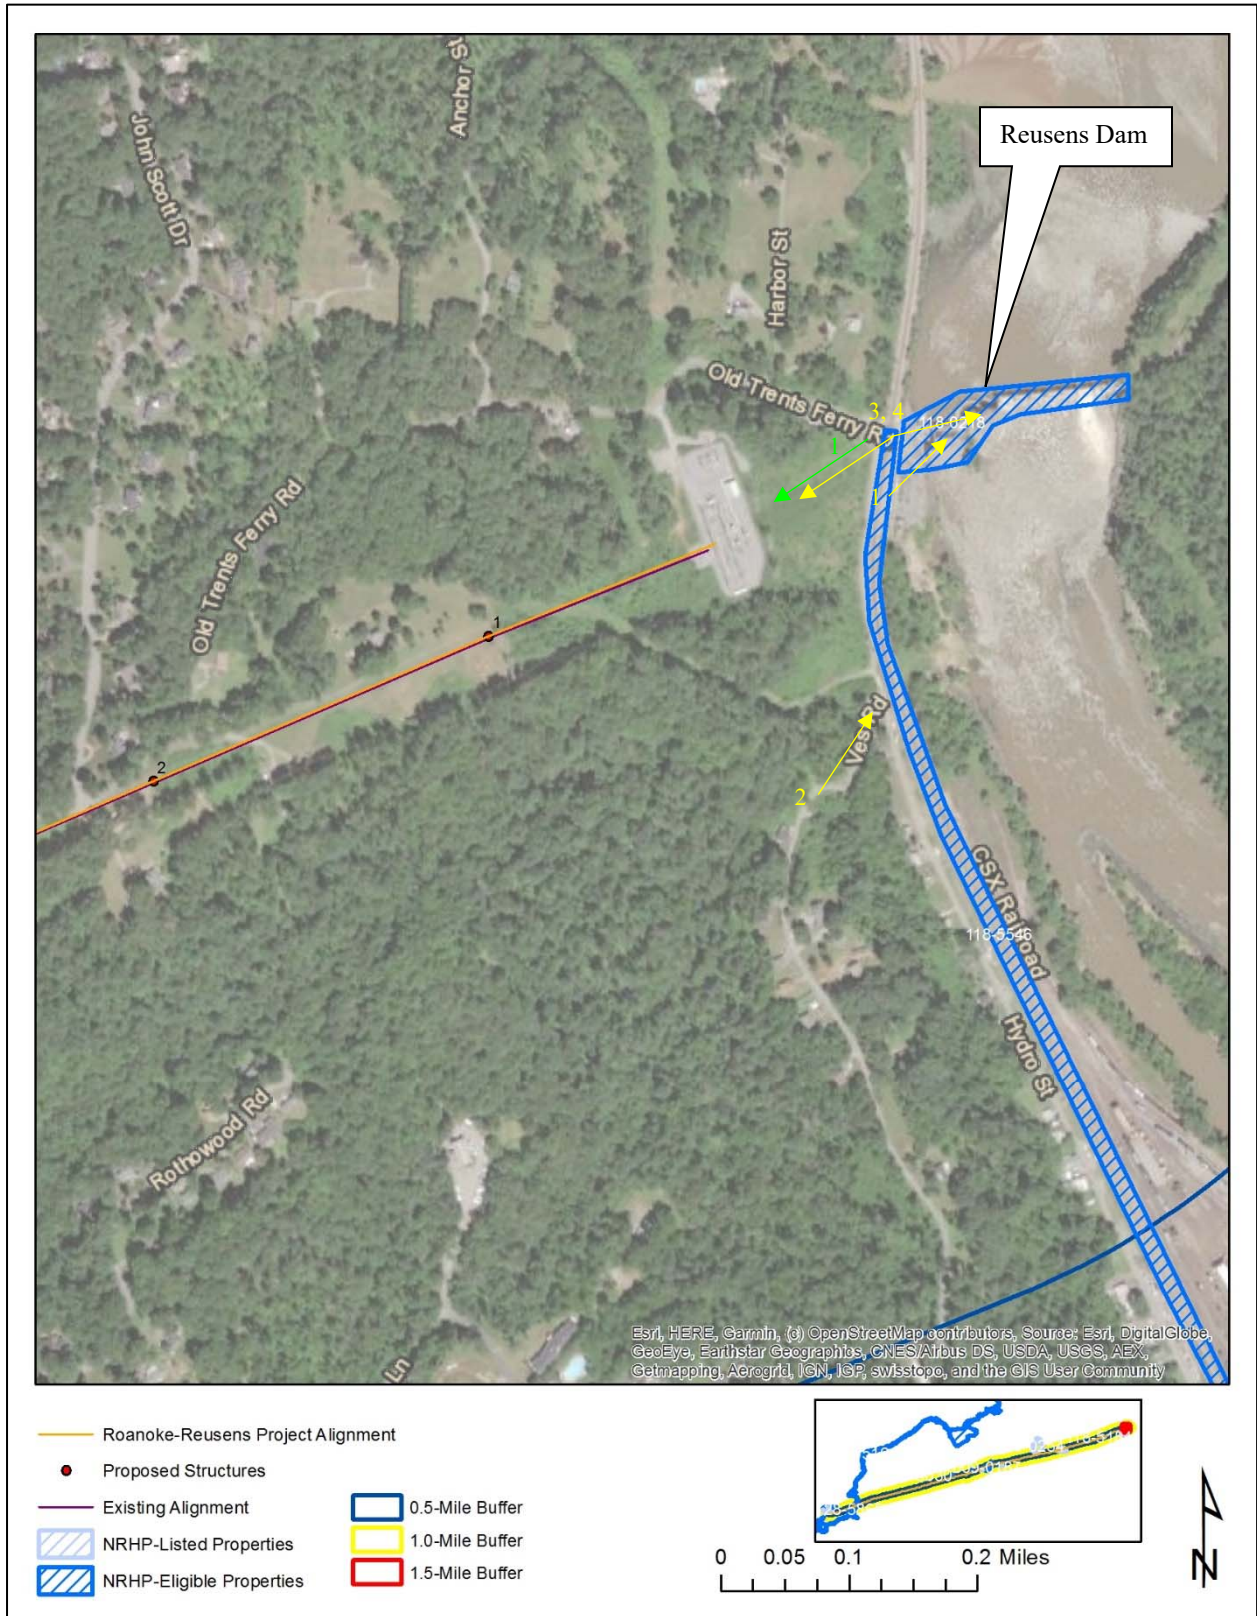 Anchor St
John Scott Dr
Reusens Dam
Harbor St
Old Trents Ferry R
3, 4
118-6218
1
1
Old Trents Ferry Rd
1
2
Ves Rd
2
CSX Railroad
118-5546
Hydro St
Rothowood Rd
Ln
Esri, HERE, Garmin, (c) OpenStreetMap contributors, Source: Esri, DigitalGlobe,
GeoEye, Earthstar Geographics, CNES/Airbus DS, USDA, USGS, AEX,
Getmapping, Aerogrid, IGN, IGP, swisstopo, and the GIS User Community
Roanoke-Reusens Project Alignment
Proposed Structures
Existing Alignment
NRHP-Listed Properties
NRHP-Eligible Properties
0.5-Mile Buffer
1.0-Mile Buffer
1.5-Mile Buffer
0 0.05 0.1 0.2 Miles
N